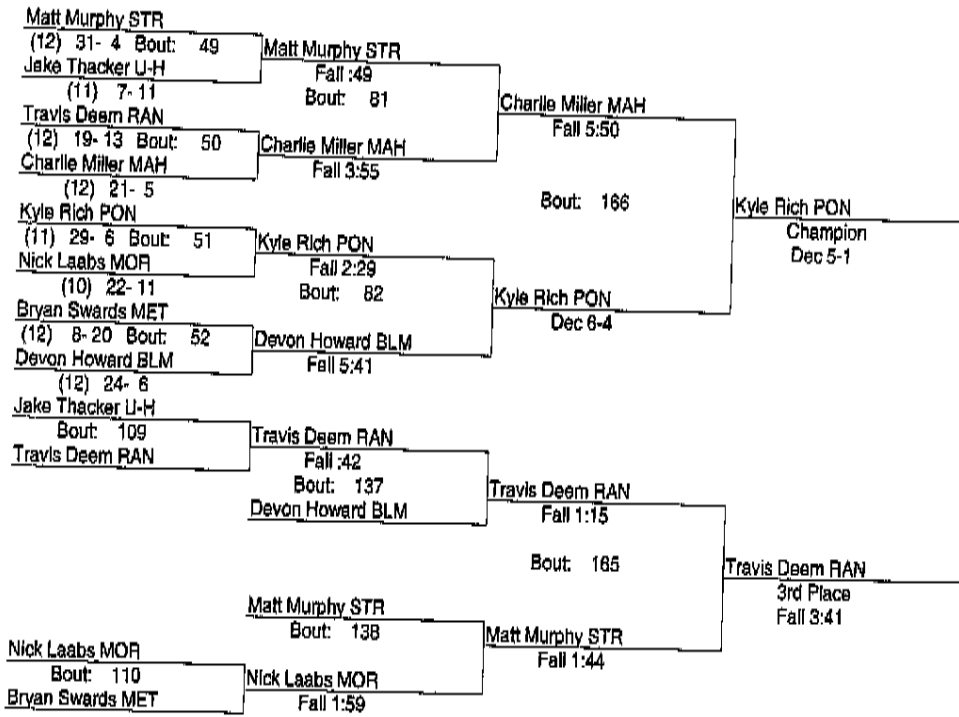 Matt Murphy STR
(12) 31- 4 Bout: 49
Jake Thacker U-H
(11) 7- 11
Travis Deem RAN
(12) 19- 13 Bout: 50
Charlie Miller MAH
(12) 21- 5
Kyle Rich PON
(11) 29- 6 Bout: 51
Nick Laabs MOR
(10) 22- 11
Bryan Swards MET
(12) 8- 20 Bout: 52
Devon Howard BLM
(12) 24- 6
Matt Murphy STR
Fall :49
Bout: 81
Charlie Miller MAH
Fall 3:55
Kyle Rich PON
Fall 2:29
Bout: 82
Devon Howard BLM
Fall 5:41
Charlie Miller MAH
Fall 5:50
Bout: 166
Kyle Rich PON
Dec 6-4
Kyle Rich PON
Champion
Dec 5-1
Jake Thacker U-H
Bout: 109
Travis Deem RAN
Travis Deem RAN
Fall :42
Bout: 137
Devon Howard BLM
Travis Deem RAN
Fall 1:15
Bout: 165
Matt Murphy STR
Bout: 138
Nick Laabs MOR
Bout: 110
Bryan Swards MET
Nick Laabs MOR
Fall 1:59
Matt Murphy STR
Fall 1:44
Travis Deem RAN
3rd Place
Fall 3:41